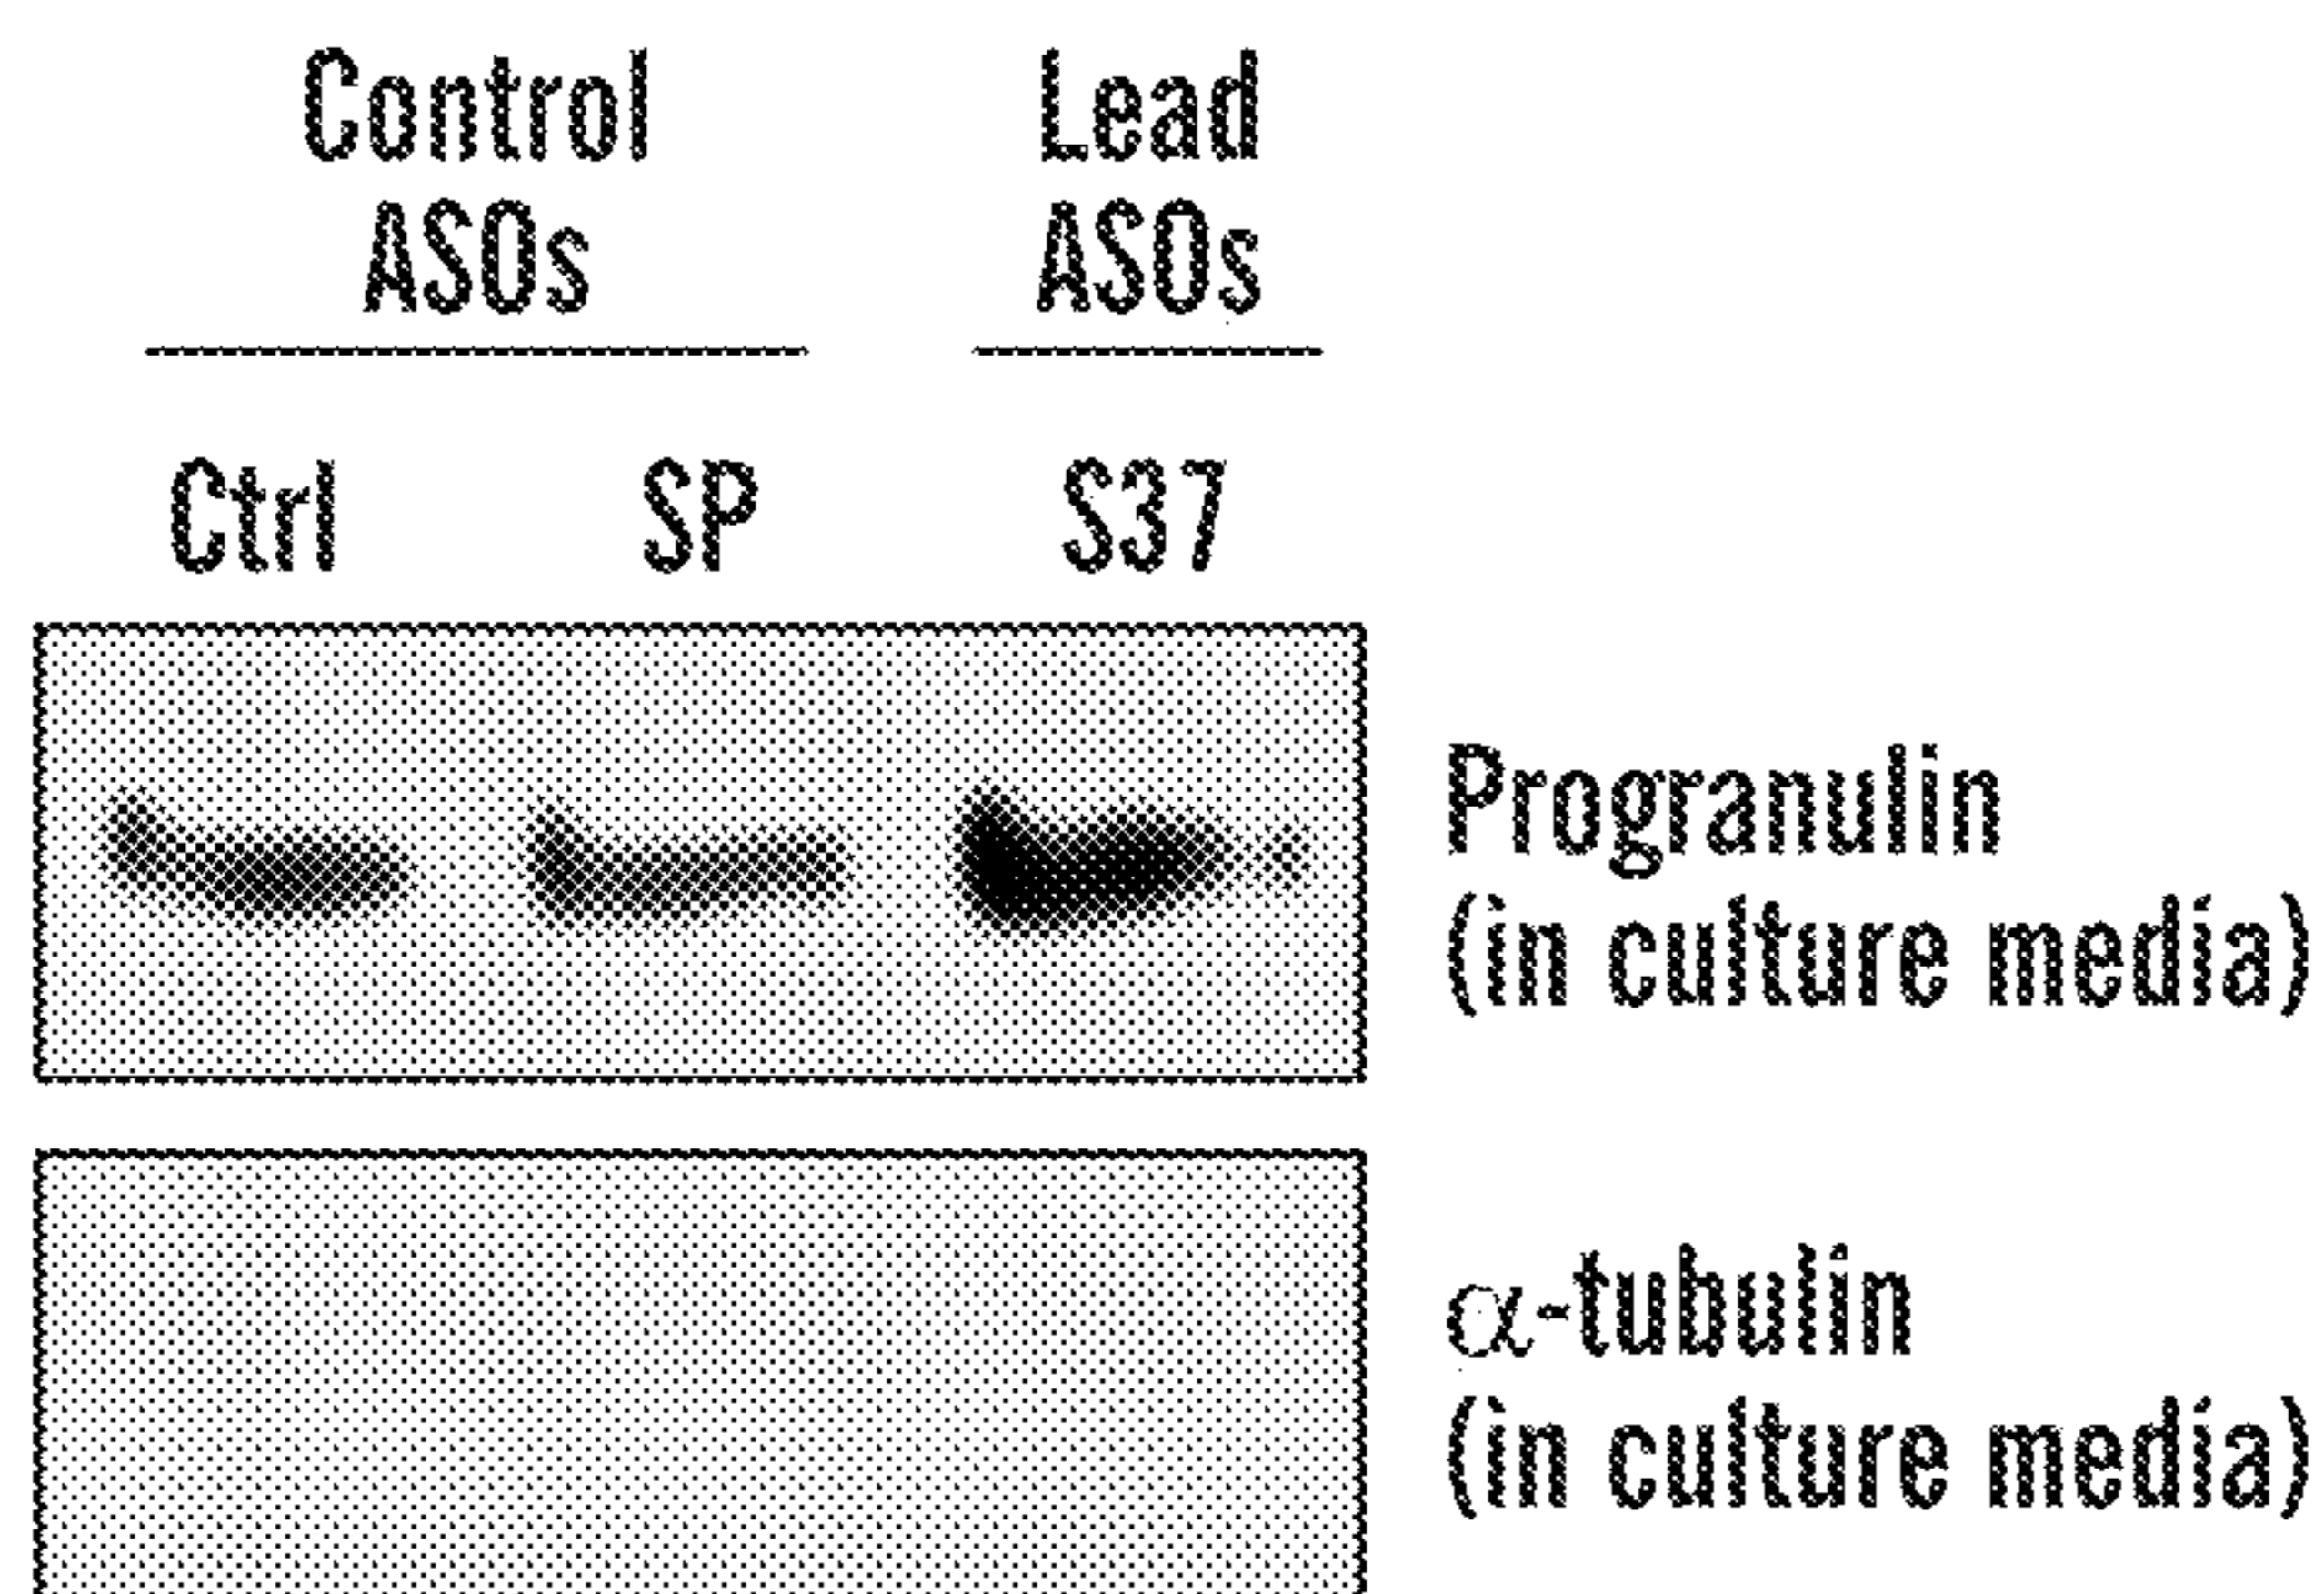 Control
ASOs
Lead
ASOs
Ctrl SP S37
Progranulin
(in culture media)
α-tubulin
(in culture media)